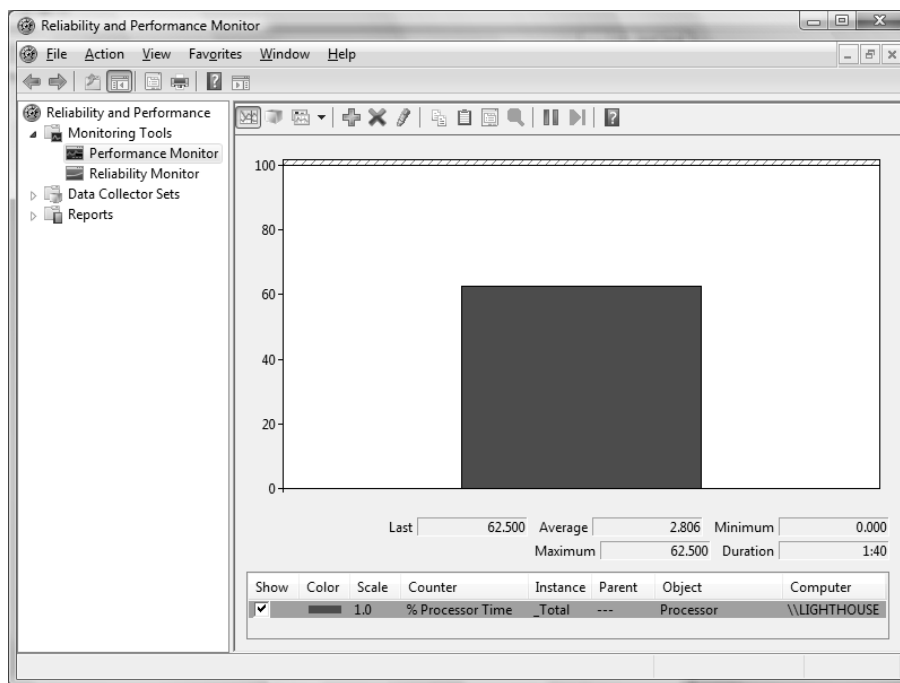 Reliability and Performance Monitor
File Action View Favorites Window Help
Reliability and Performance
Monitoring Tools
Performance Monitor
Reliability Monitor
Data Collector Sets
Reports
100
80
60
40
20
0
Last 62.500 Average 2.806 Minimum 0.000
Maximum 62.500 Duration 1:40
Show Color Scale Counter Instance Parent Object Computer
1.0 % Processor Time _Total --- Processor \\LIGHTHOUSE